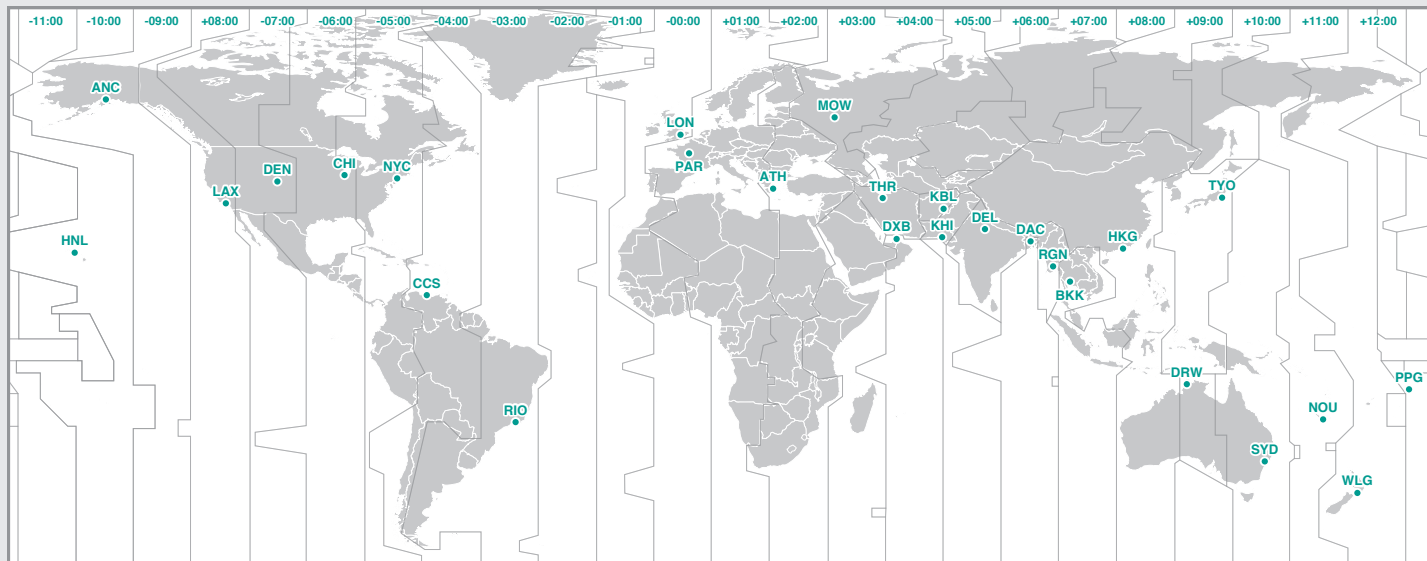 -11:00 -10:00 -09:00 +08:00 -07:00 -06:00 -05:00 -04:00 -03:00 -02:00 -01:00 -00:00 +01:00 +02:00 +03:00 +04:00 +05:00 +06:00 +07:00 +08:00 +09:00 +10:00 +11:00 +12:00
ANC
MOW
LON
PAR
CHI
NYC
DEN
LAX
ATH
THR
KBL
TYO
DEL
KHI
DXB
DAC
HKG
HNL
RGN
CCS
BKK
DRW
PPG
RIO
NOU
SYD
WLG